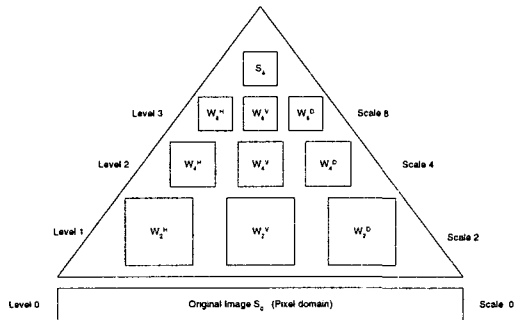 S₈
Level 3 W₈ᴴ W₈ⱽ W₈ᴰ Scale 8
Level 2 W₄ᴴ W₄ⱽ W₄ᴰ Scale 4
Level 1 W₂ᴴ W₂ⱽ W₂ᴰ Scale 2
Level 0 Original Image S₀ (Pixel domain) Scale 0